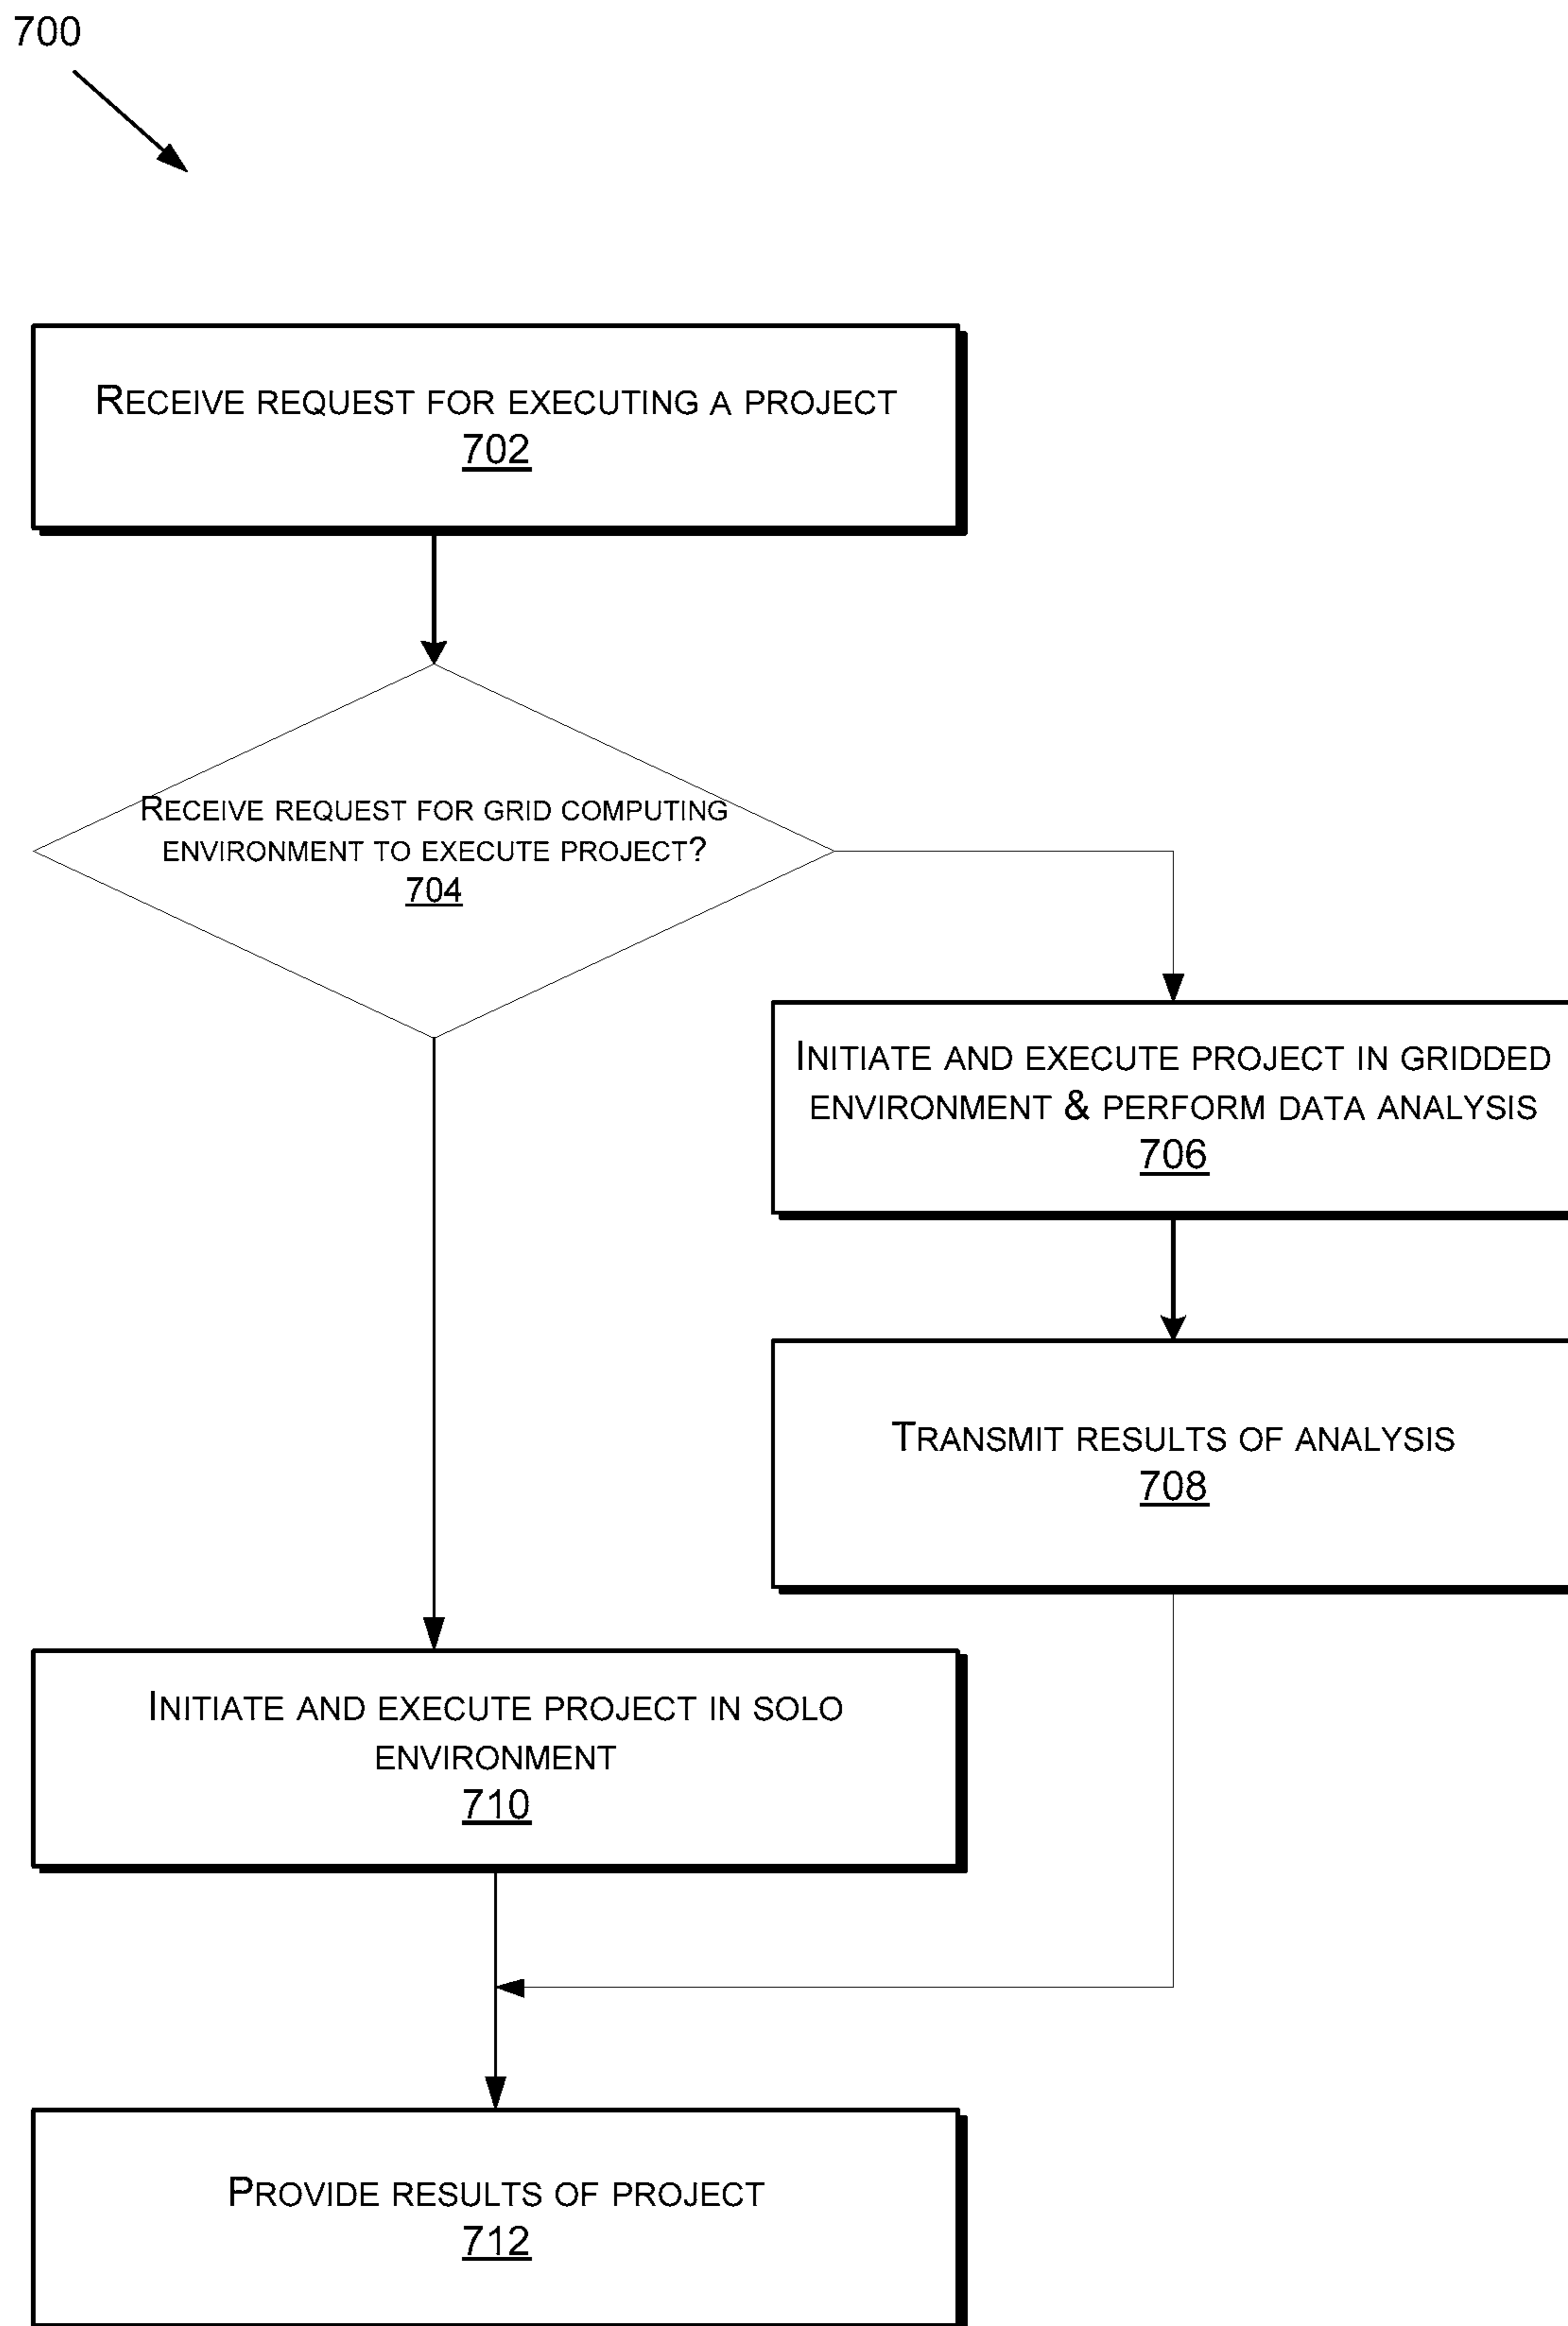 700
RECEIVE REQUEST FOR EXECUTING A PROJECT
702
RECEIVE REQUEST FOR GRID COMPUTING
ENVIRONMENT TO EXECUTE PROJECT?
704
INITIATE AND EXECUTE PROJECT IN GRIDDED
ENVIRONMENT & PERFORM DATA ANALYSIS
706
TRANSMIT RESULTS OF ANALYSIS
708
INITIATE AND EXECUTE PROJECT IN SOLO
ENVIRONMENT
710
PROVIDE RESULTS OF PROJECT
712